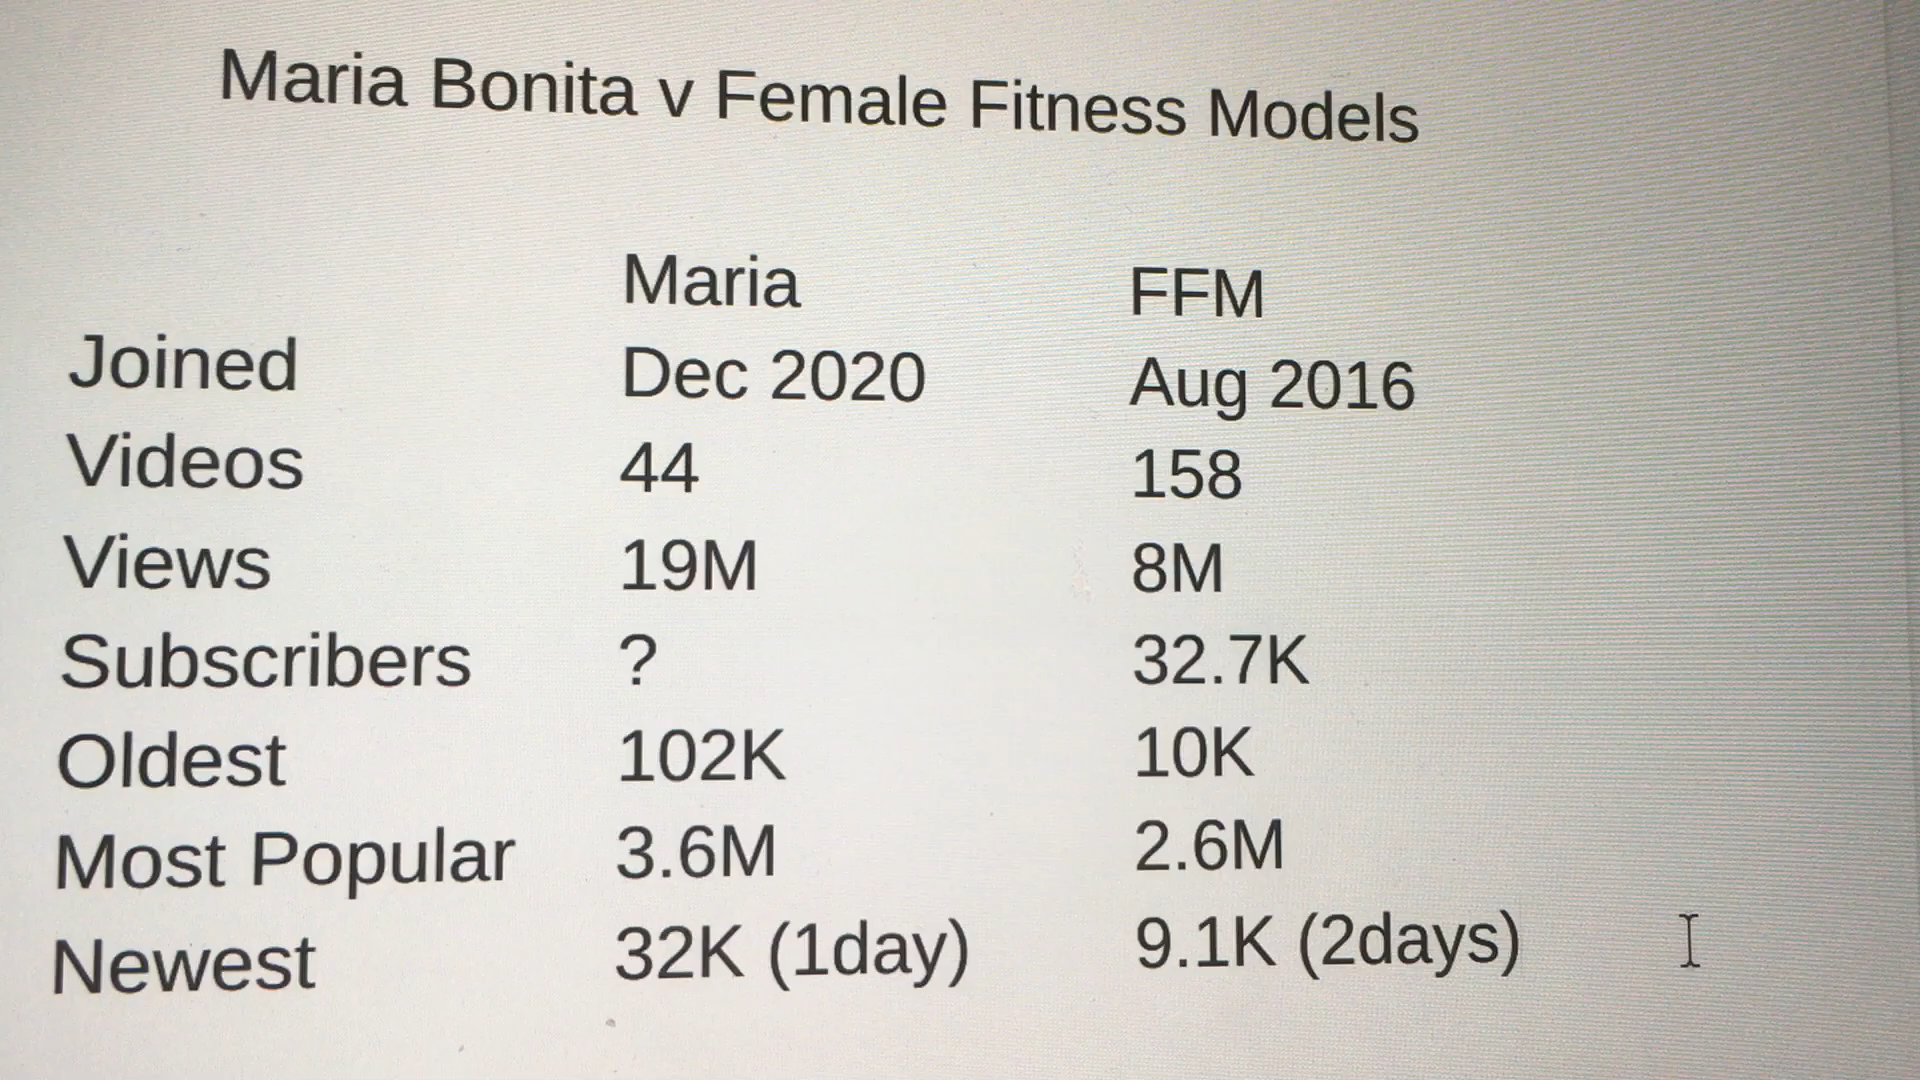 Maria Bonita v Female Fitness Models
Maria FFM
Joined Dec 2020 Aug 2016
Videos 44 158
Views 19M 8M
Subscribers ? 32.7K
Oldest 102K 10K
Most Popular 3.6M 2.6M
Newest 32K (1day) 9.1K (2days)